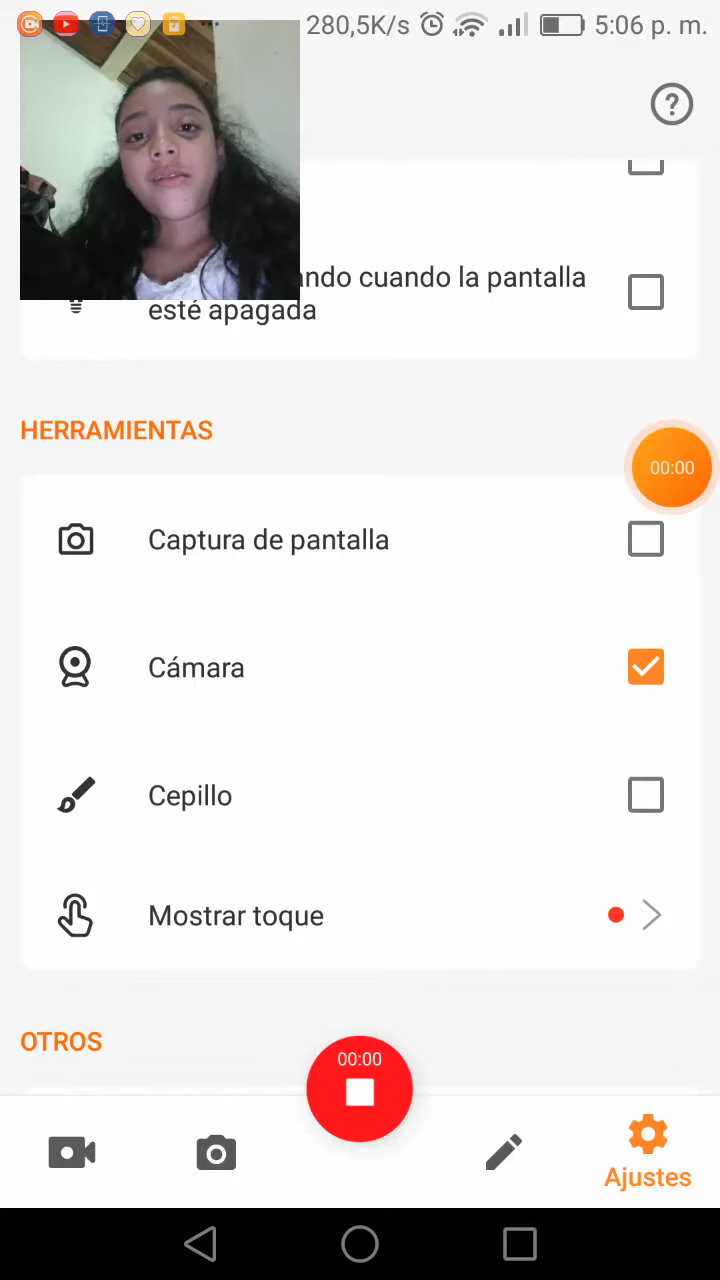 280,5K/s 5:06 p. m.
ando cuando la pantalla
esté apagada
HERRAMIENTAS
00:00
Captura de pantalla
Cámara
Cepillo
Mostrar toque
OTROS
00:00
Ajustes